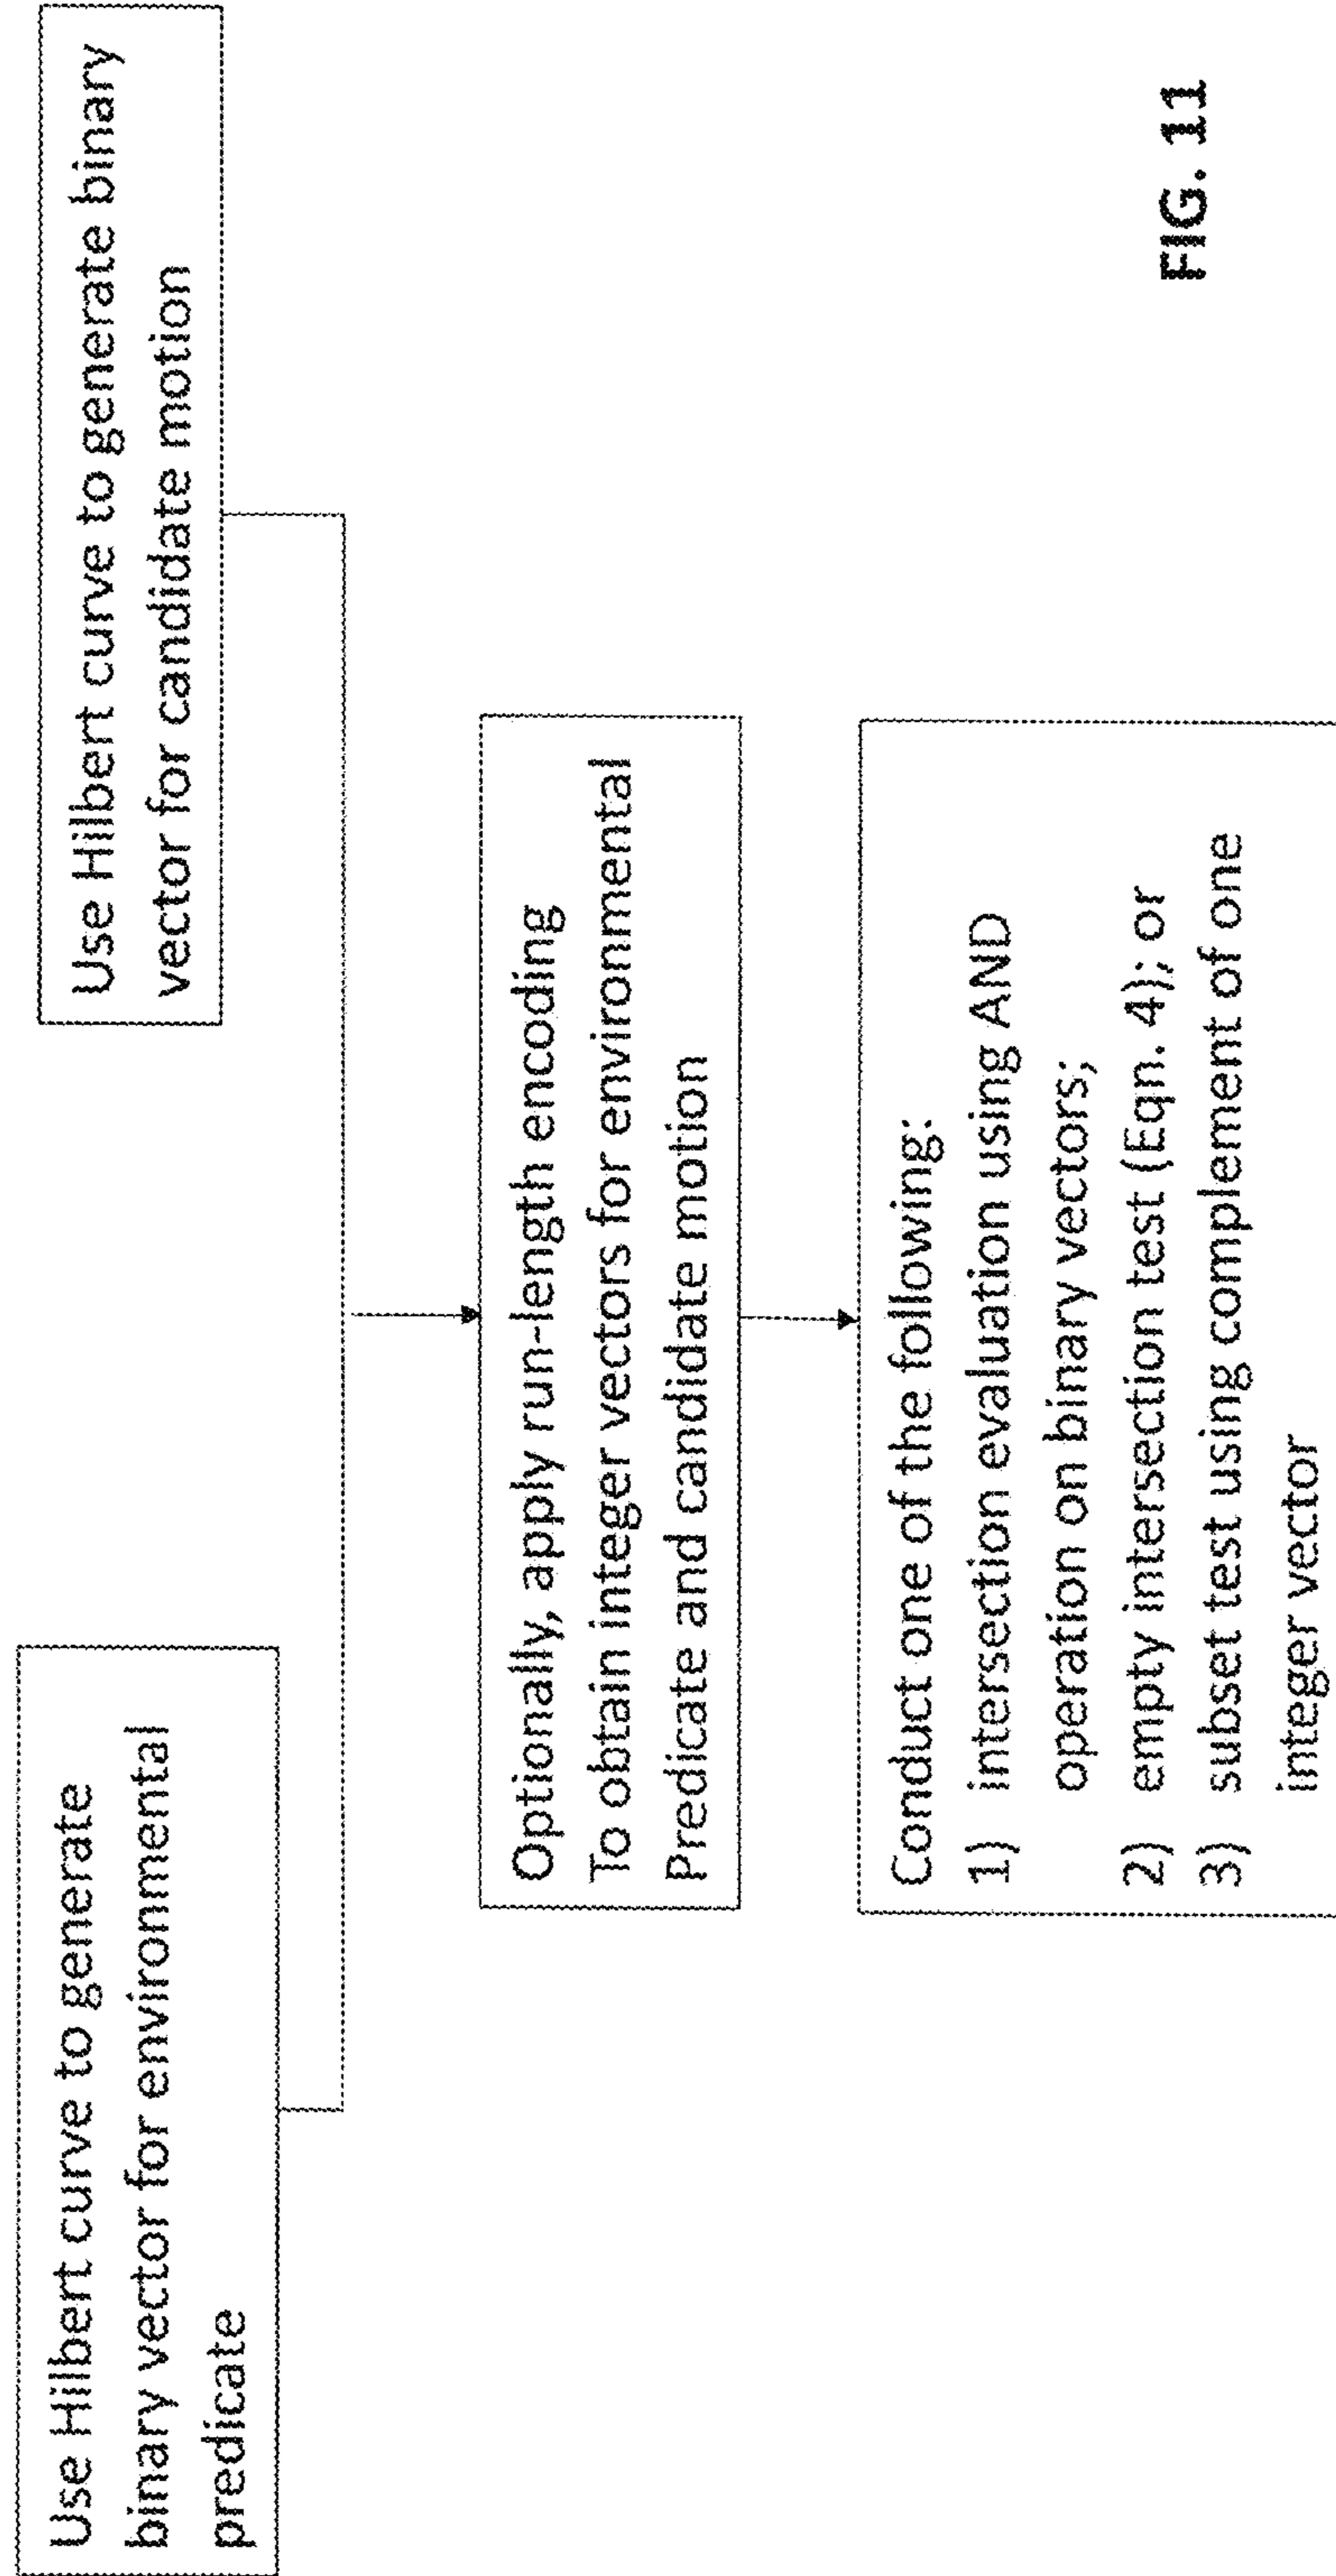 Use Hilbert curve to generate
binary vector for environmental
predicate
Use Hilbert curve to generate binary
vector for candidate motion
Optionally, apply run-length encoding
To obtain integer vectors for environmental
Predicate and candidate motion
Conduct one of the following:
1) intersection evaluation using AND
operation on binary vectors;
2) empty intersection test (Eqn. 4); or
3) subset test using complement of one
integer vector
FIG. 11